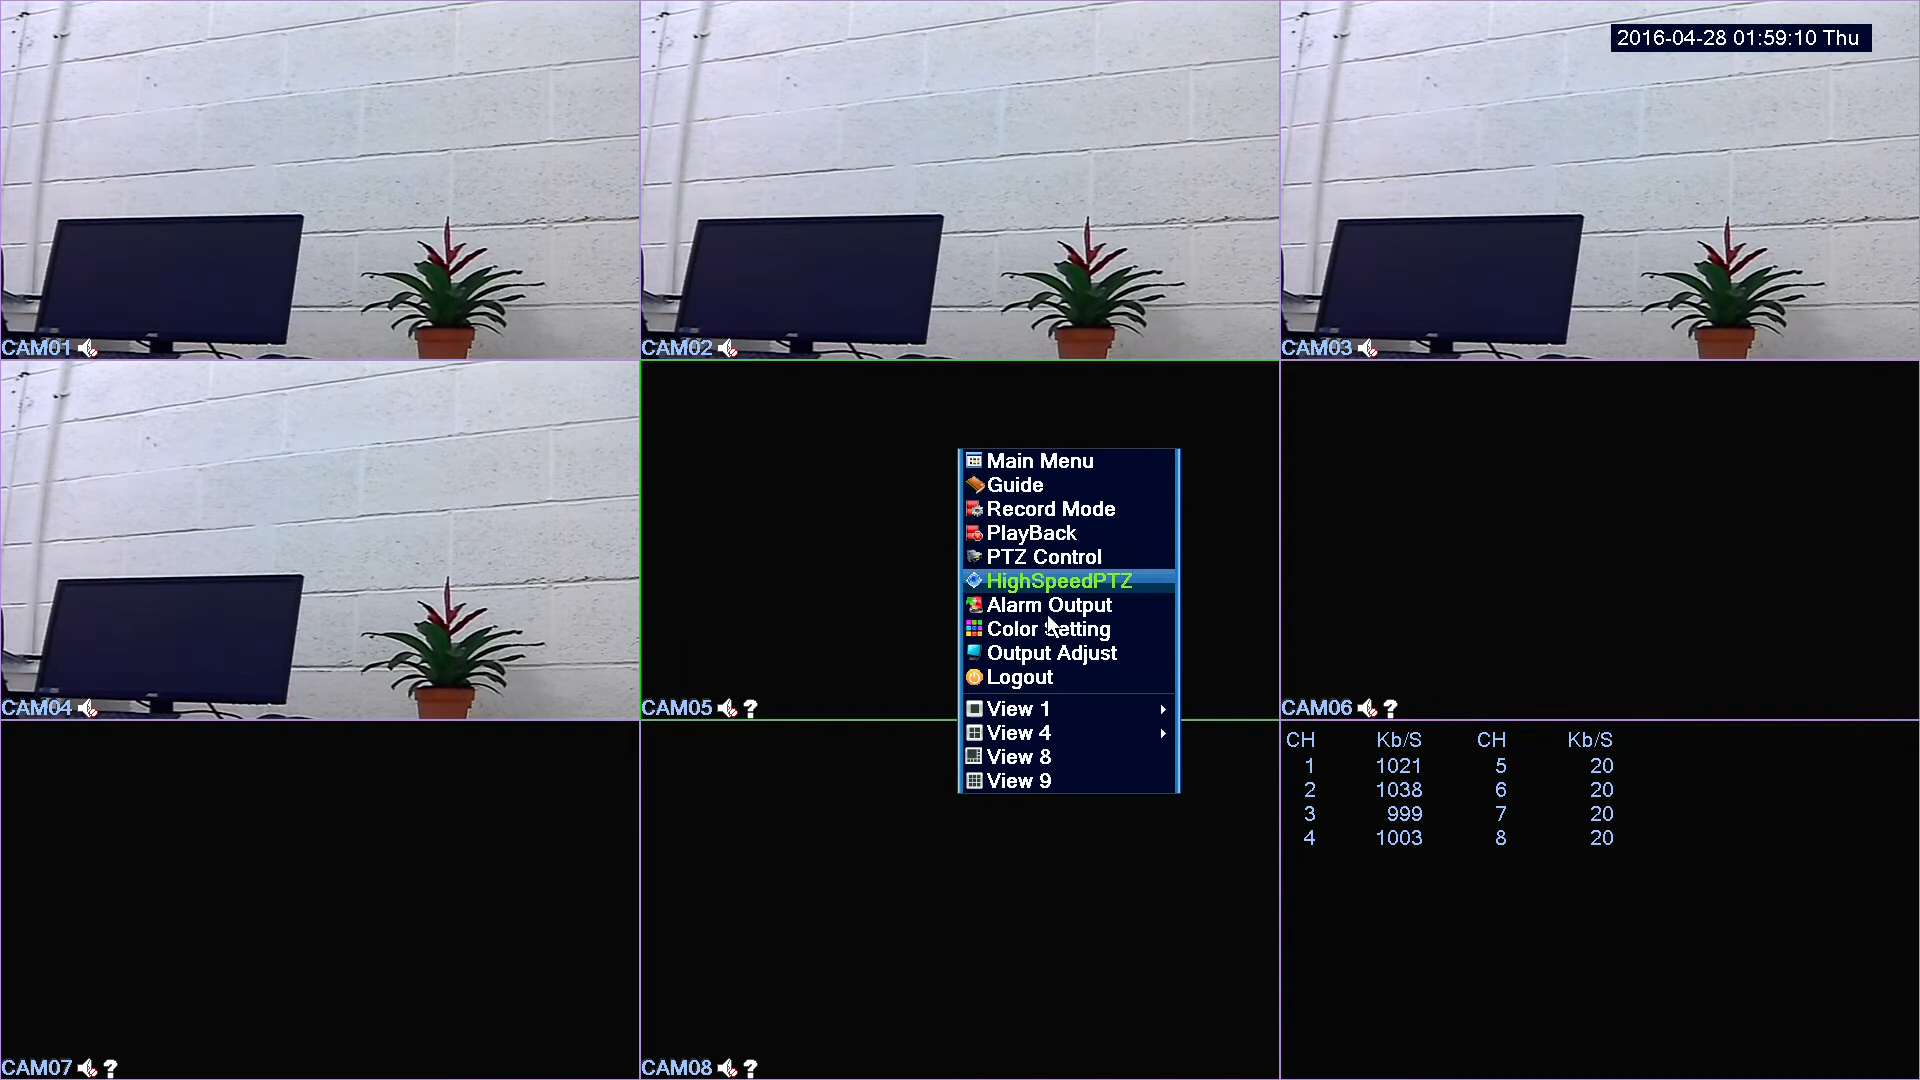 2016-04-28 01:59:10 Thu
CAM01
CAM02
CAM03
CAM04
CAM05 ?
CAM06 ?
Main Menu
Guide
Record Mode
PlayBack
PTZ Control
HighSpeedPTZ
Alarm Output
Color Setting
Output Adjust
Logout
View 1
View 4
View 8
View 9
CH Kb/S CH Kb/S
1 1021 5 20
2 1038 6 20
3 999 7 20
4 1003 8 20
CAM07 ?
CAM08 ?